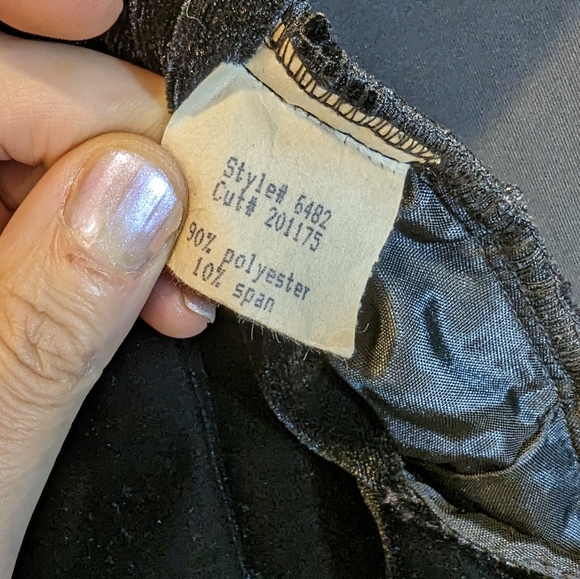 Style# 6482
Cut# 201175
90% polyester
10% span